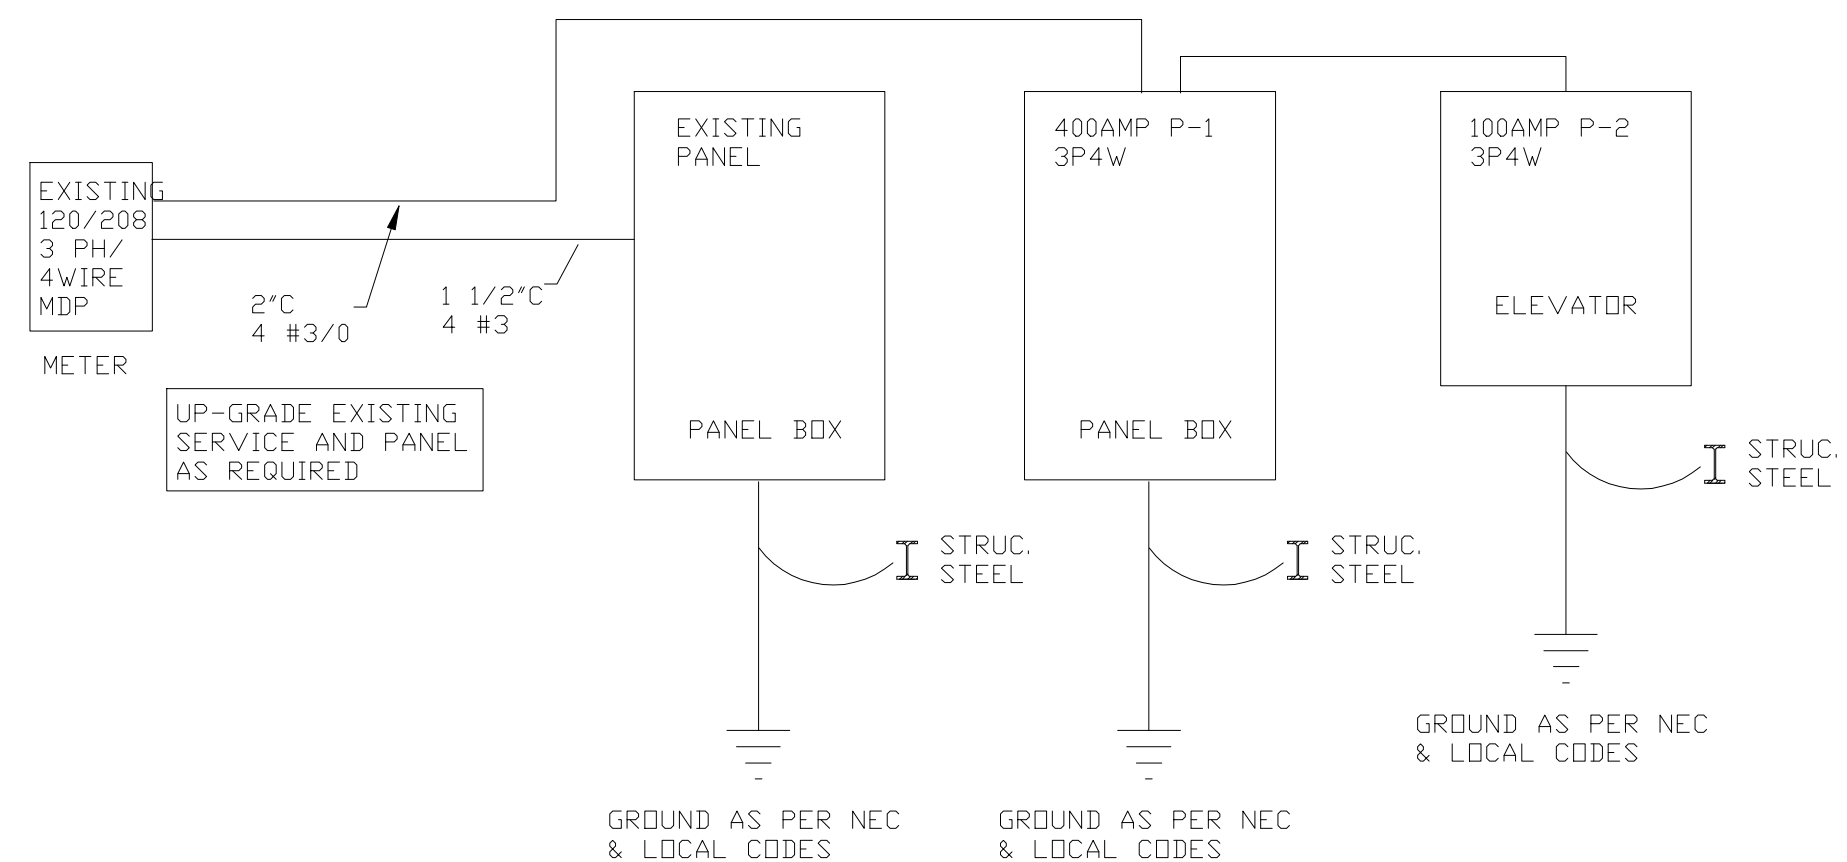 EXISTING
120/208
3 PH/
4WIRE
MDP
METER
2"C
4 #3/0
1 1/2"C
4 #3
UP-GRADE EXISTING
SERVICE AND PANEL
AS REQUIRED
EXISTING
PANEL
PANEL BOX
STRUC.
STEEL
GROUND AS PER NEC
& LOCAL CODES
400AMP P-1
3P4W
PANEL BOX
STRUC.
STEEL
GROUND AS PER NEC
& LOCAL CODES
100AMP P-2
3P4W
ELEVATOR
STRUC.
STEEL
GROUND AS PER NEC
& LOCAL CODES